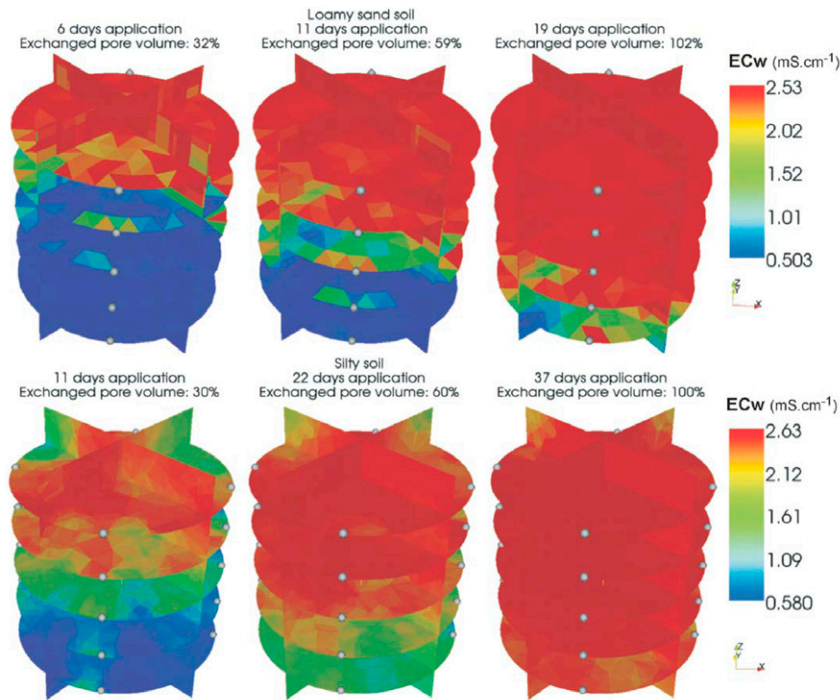 Loamy sand soil
6 days application
Exchanged pore volume: 32%
11 days application
Exchanged pore volume: 59%
19 days application
Exchanged pore volume: 102%
ECw (mS.cm⁻¹)
2.53
2.02
1.52
1.01
0.503
Z
Y
X
Silty soil
11 days application
Exchanged pore volume: 30%
22 days application
Exchanged pore volume: 60%
37 days application
Exchanged pore volume: 100%
ECw (mS.cm⁻¹)
2.63
2.12
1.61
1.09
0.580
Z
Y
X